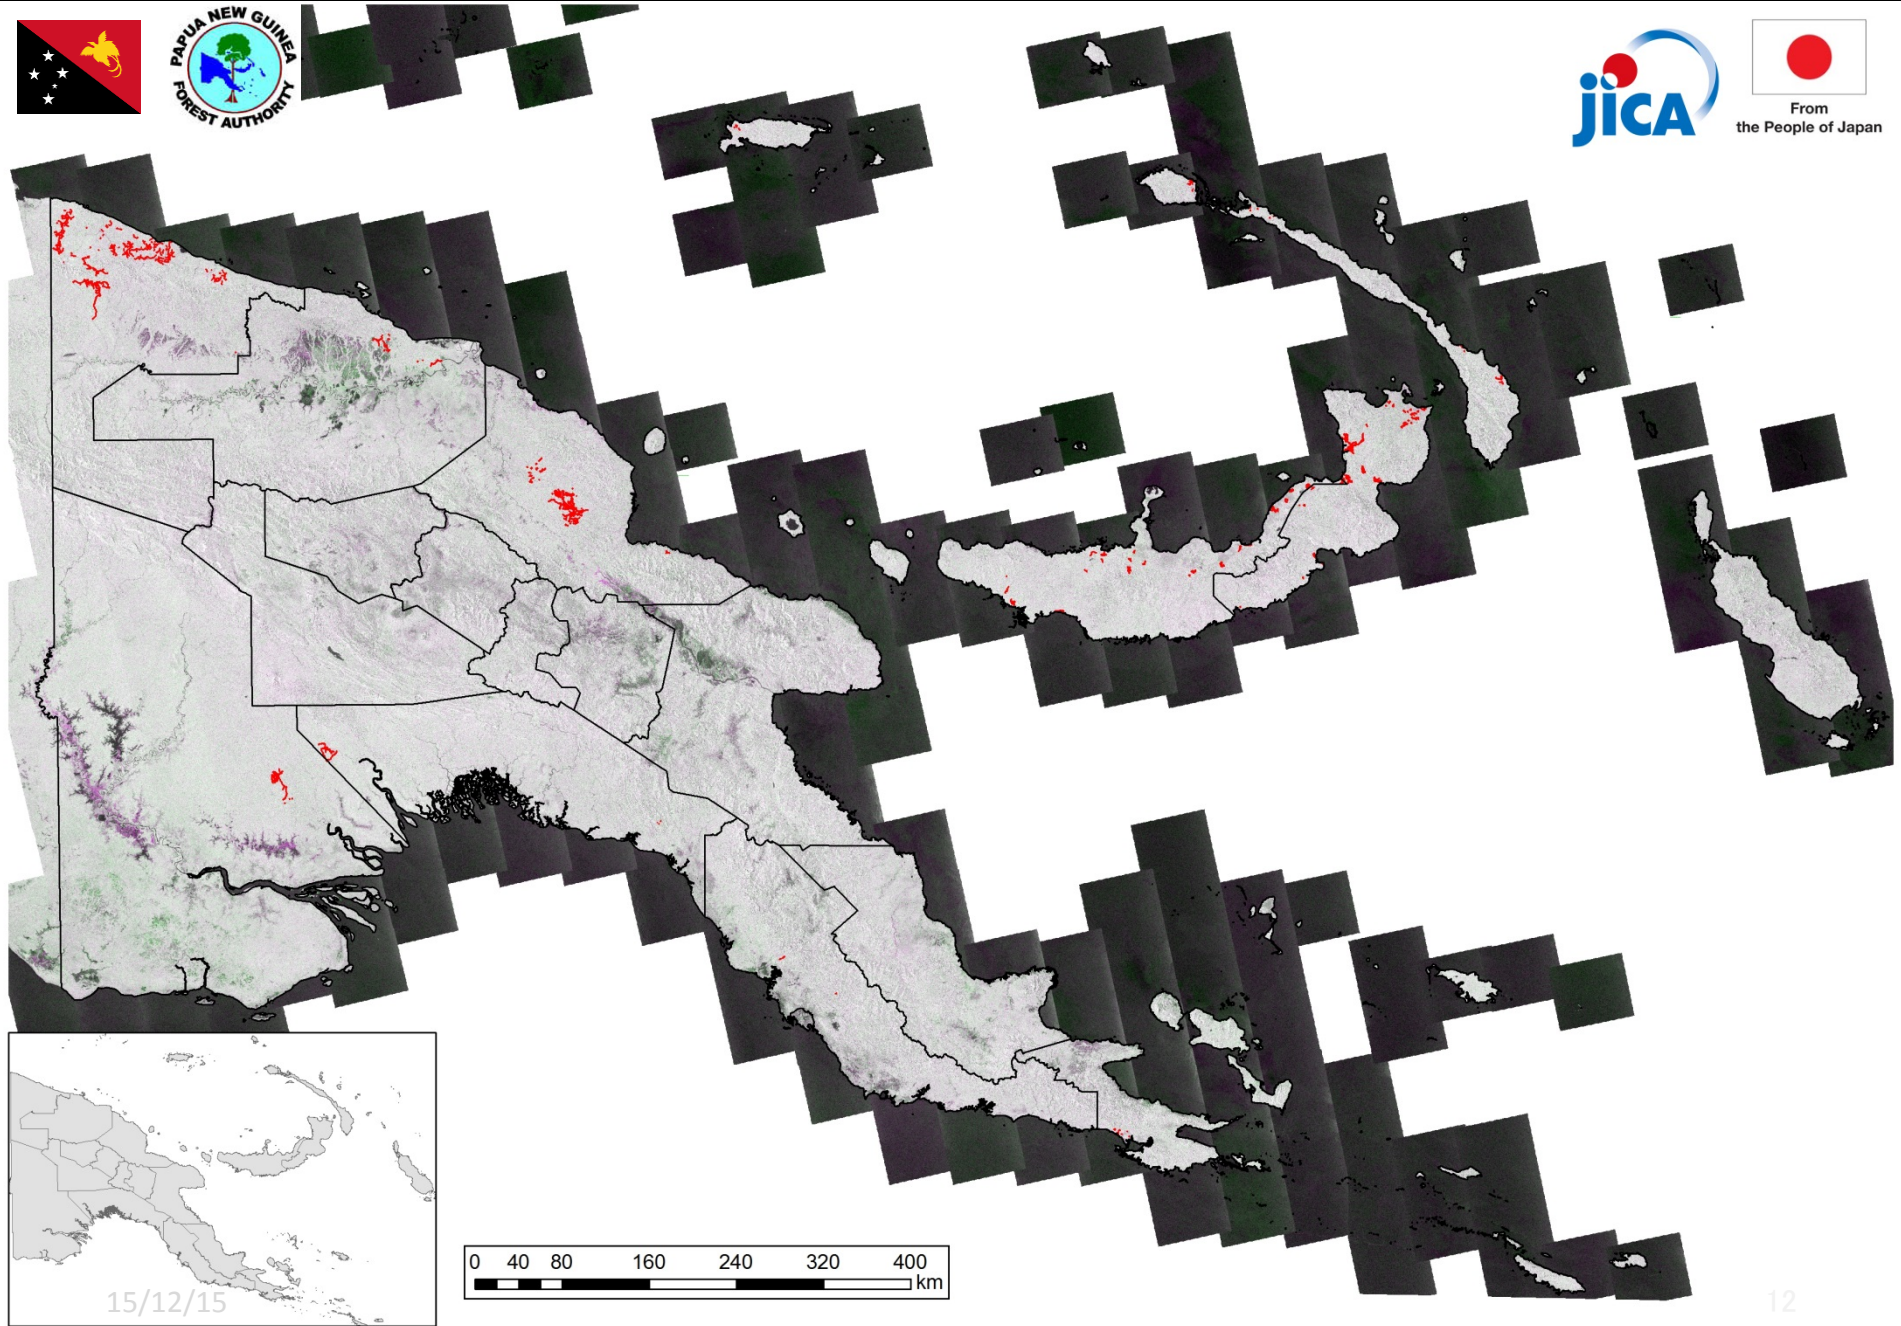 PAPUA NEW GUINEA
FOREST AUTHORITY
jica
From
the People of Japan
0 40 80 160 240 320 400
km
15/12/15
12